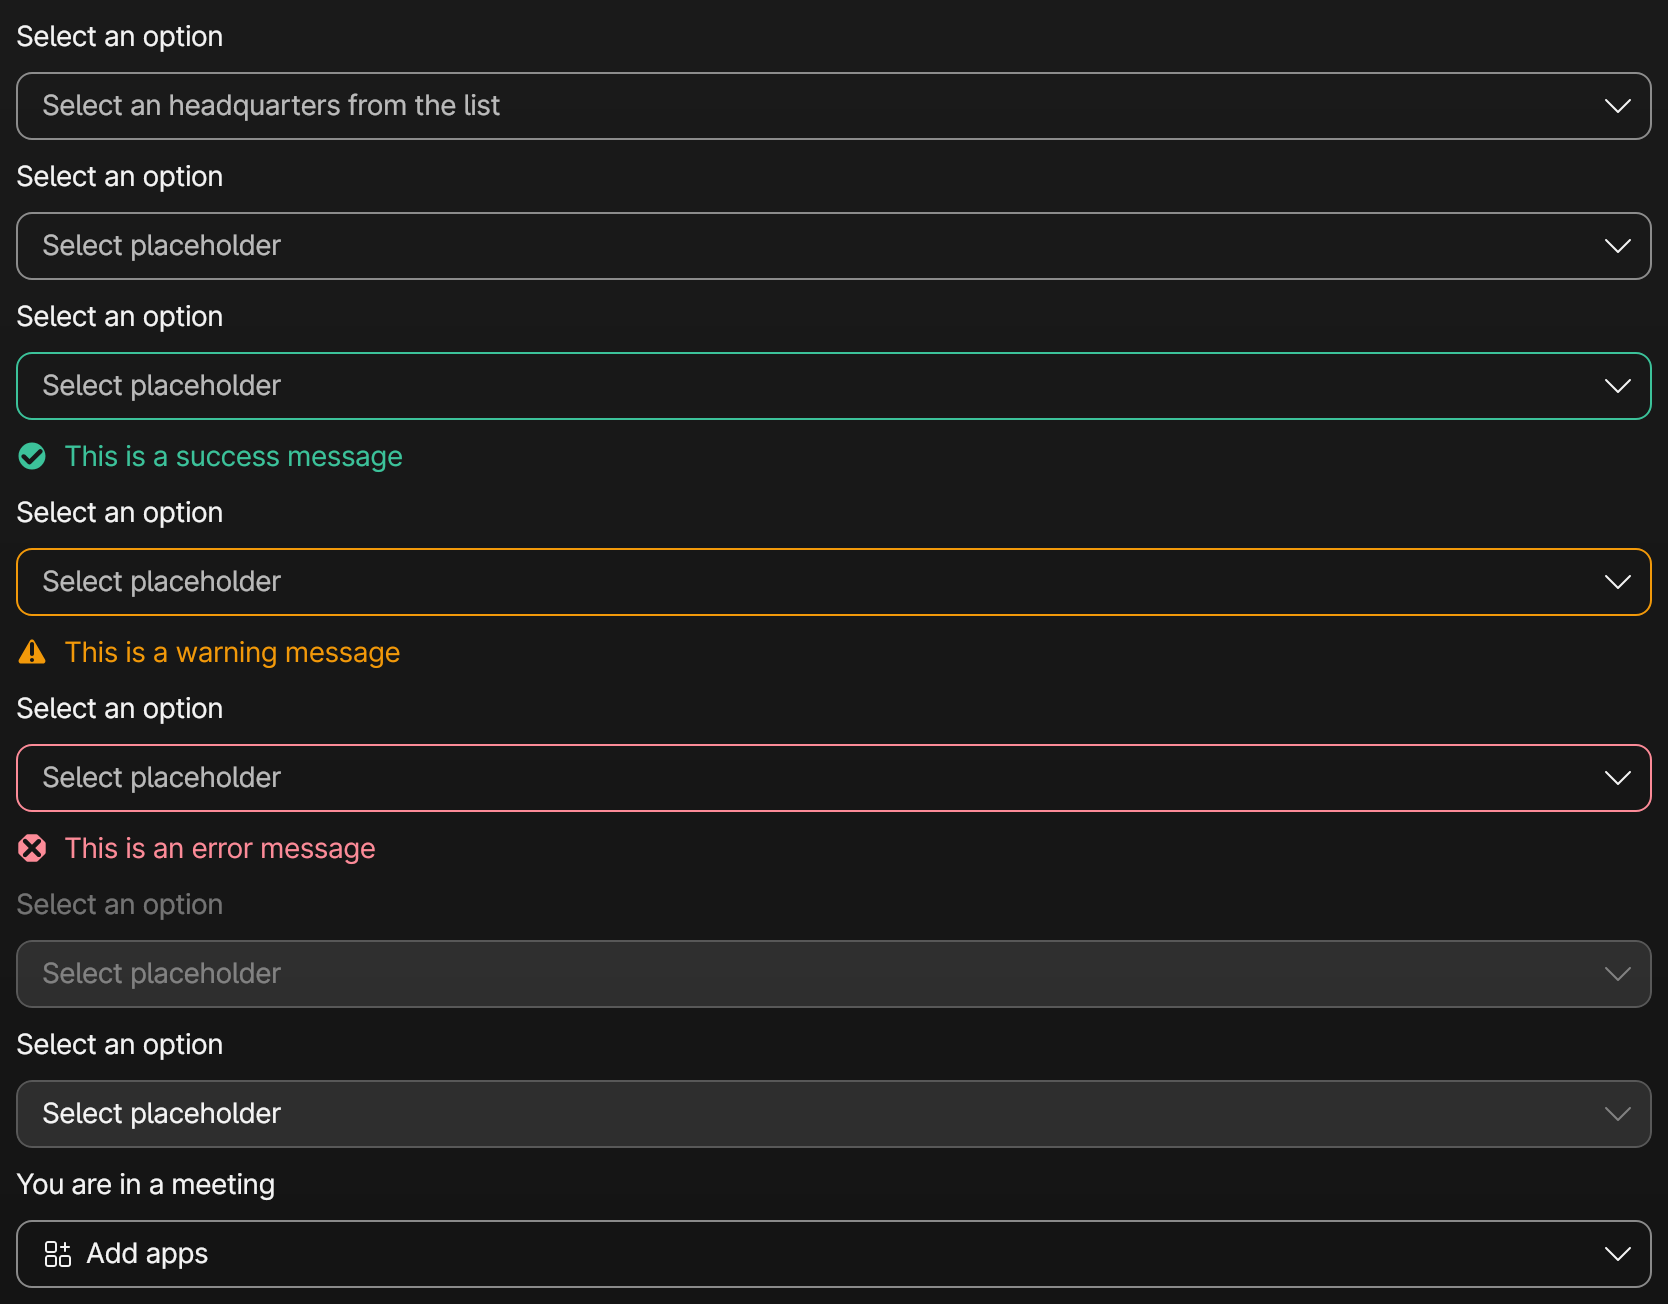 Select an option
Select an headquarters from the list
Select an option
Select placeholder
Select an option
Select placeholder
This is a success message
Select an option
Select placeholder
This is a warning message
Select an option
Select placeholder
This is an error message
Select an option
Select placeholder
Select an option
Select placeholder
You are in a meeting
Add apps